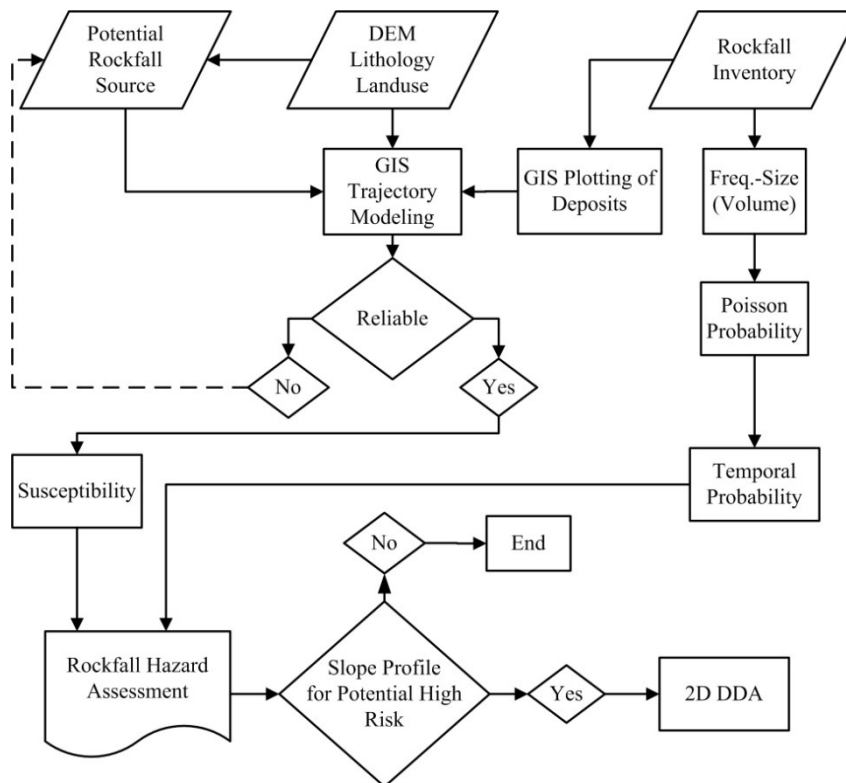 Potential
Rockfall
Source
DEM
Lithology
Landuse
Rockfall
Inventory
GIS
Trajectory
Modeling
GIS Plotting of
Deposits
Freq.-Size
(Volume)
Reliable
Poisson
Probability
No
Yes
Susceptibility
Temporal
Probability
No
End
Rockfall Hazard
Assessment
Slope Profile
for Potential High
Risk
Yes
2D DDA